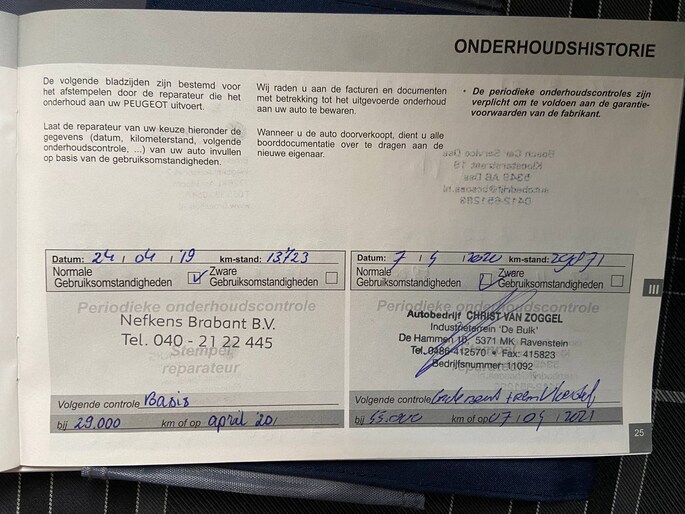 ONDERHOUDSHISTORIE
De volgende bladzijden zijn bestemd voor
het afstempelen door de reparateur die het
onderhoud aan uw PEUGEOT uitvoert.
Laat de reparateur van uw keuze hieronder de
gegevens (datum, kilometerstand, volgende
onderhoudscontrole, ...) van uw auto invullen
op basis van de gebruiksomstandigheden.
Wij raden u aan de facturen en documenten
met betrekking tot het uitgevoerde onderhoud
aan uw auto te bewaren.
Wanneer u de auto doorverkoopt, dient u alle
boorddocumentatie over te dragen aan de
nieuwe eigenaar.
• De periodieke onderhoudscontroles zijn
verplicht om te voldoen aan de garantie-
voorwaarden van de fabrikant.
Datum: 24 / 04 / '19 km-stand: 13723
Normale
Gebruiksomstandigheden
Zware
Gebruiksomstandigheden
Periodieke onderhoudscontrole
Nefkens Brabant B.V.
Tel. 040 - 21 22 445
Stempel
reparateur
Volgende controle Basis
bij 29.000 km of op april '20
Datum: 7 / / 2020 km-stand:
Normale
Gebruiksomstandigheden
Zware
Gebruiksomstandigheden
Periodieke onderhoudscontrole
Autobedrijf CHRIST VAN ZOGGEL
Industrieterrein 'De Bulk'
De Hammen 5371 MK Ravenstein
Tel. 0486-412570 • Fax: 415823
Bedrijfsnummer: 11092
Volgende controle
bij km of op 07 / / 2021
III
25